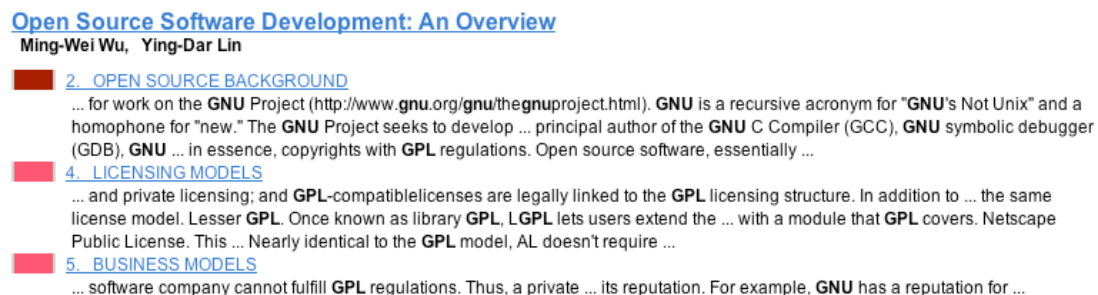 Open Source Software Development: An Overview
Ming-Wei Wu, Ying-Dar Lin
2. OPEN SOURCE BACKGROUND
... for work on the GNU Project (http://www.gnu.org/gnu/thegnuproject.html). GNU is a recursive acronym for "GNU's Not Unix" and a
homophone for "new." The GNU Project seeks to develop ... principal author of the GNU C Compiler (GCC), GNU symbolic debugger
(GDB), GNU ... in essence, copyrights with GPL regulations. Open source software, essentially ...
4. LICENSING MODELS
... and private licensing; and GPL-compatiblelicenses are legally linked to the GPL licensing structure. In addition to ... the same
license model. Lesser GPL. Once known as library GPL, LGPL lets users extend the ... with a module that GPL covers. Netscape
Public License. This ... Nearly identical to the GPL model, AL doesn't require ...
5. BUSINESS MODELS
... software company cannot fulfill GPL regulations. Thus, a private ... its reputation. For example, GNU has a reputation for ...